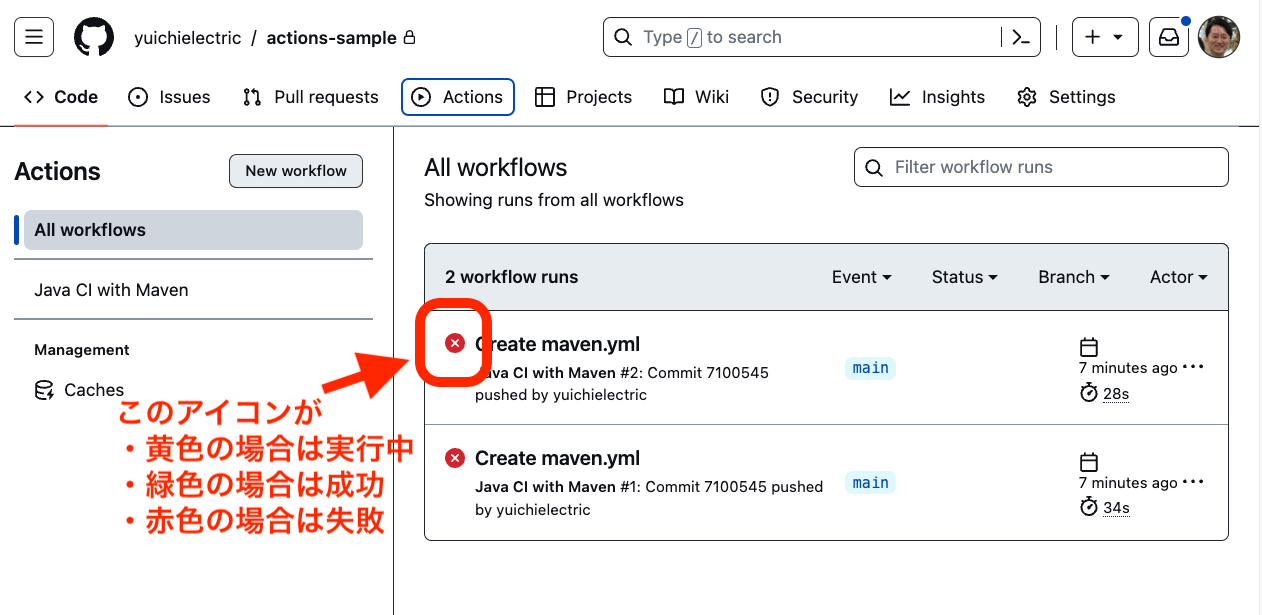 yuichielectric / actions-sample
Type / to search
Code
Issues
Pull requests
Actions
Projects
Wiki
Security
Insights
Settings
Actions
New workflow
All workflows
Java CI with Maven
Management
Caches
このアイコンが
・黄色の場合は実行中
・緑色の場合は成功
・赤色の場合は失敗
All workflows
Showing runs from all workflows
Filter workflow runs
2 workflow runs
Event
Status
Branch
Actor
Create maven.yml
Java CI with Maven #2: Commit 7100545
pushed by yuichielectric
main
7 minutes ago
28s
Create maven.yml
Java CI with Maven #1: Commit 7100545 pushed
by yuichielectric
main
7 minutes ago
34s